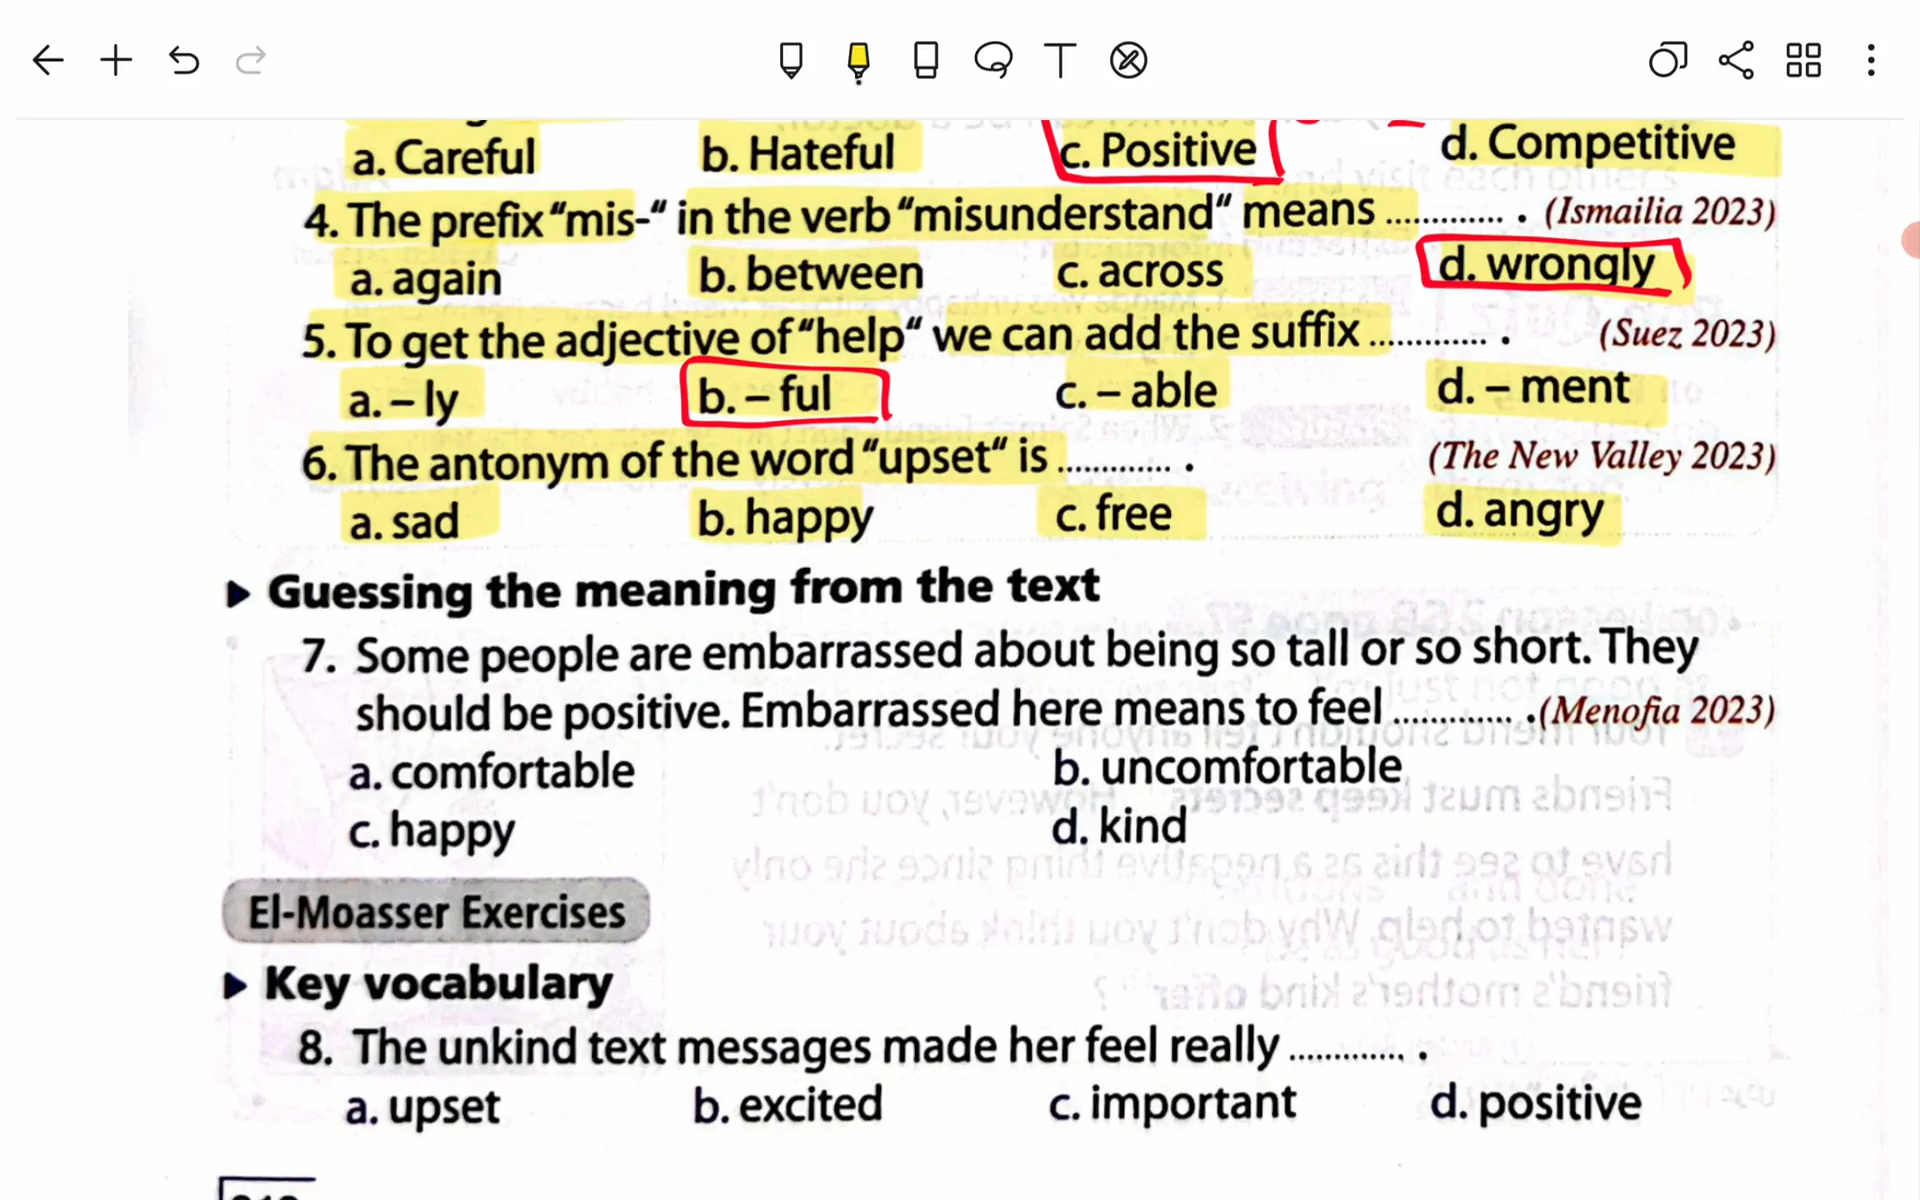 a. Careful b. Hateful c. Positive d. Competitive
4. The prefix “mis-“ in the verb “misunderstand“ means ............. . (Ismailia 2023)
a. again b. between c. across d. wrongly
5. To get the adjective of “help“ we can add the suffix ............. . (Suez 2023)
a. – ly b. – ful c. – able d. – ment
6. The antonym of the word “upset“ is ............. . (The New Valley 2023)
a. sad b. happy c. free d. angry
Guessing the meaning from the text
7. Some people are embarrassed about being so tall or so short. They
should be positive. Embarrassed here means to feel ............. . (Menofia 2023)
a. comfortable b. uncomfortable
c. happy d. kind
El-Moasser Exercises
Key vocabulary
8. The unkind text messages made her feel really ............. .
a. upset b. excited c. important d. positive